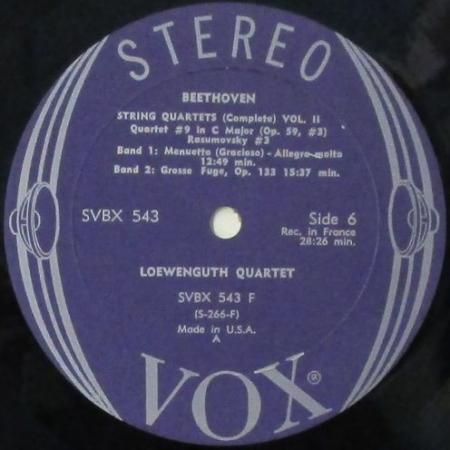 STEREO
BEETHOVEN
STRING QUARTETS (Complete) VOL. II
Quartet #9 in C Major (Op. 59, #3)
Rasumovsky #3
Band 1: Menuetto (Grazioso) - Allegro molto
12:49 min.
Band 2: Grosse Fuge, Op. 133 15:37 min.
SVBX 543
Side 6
Rec. in France
28:26 min.
LOEWENGUTH QUARTET
SVBX 543 F
(S-266-F)
Made in U.S.A.
A
VOX®